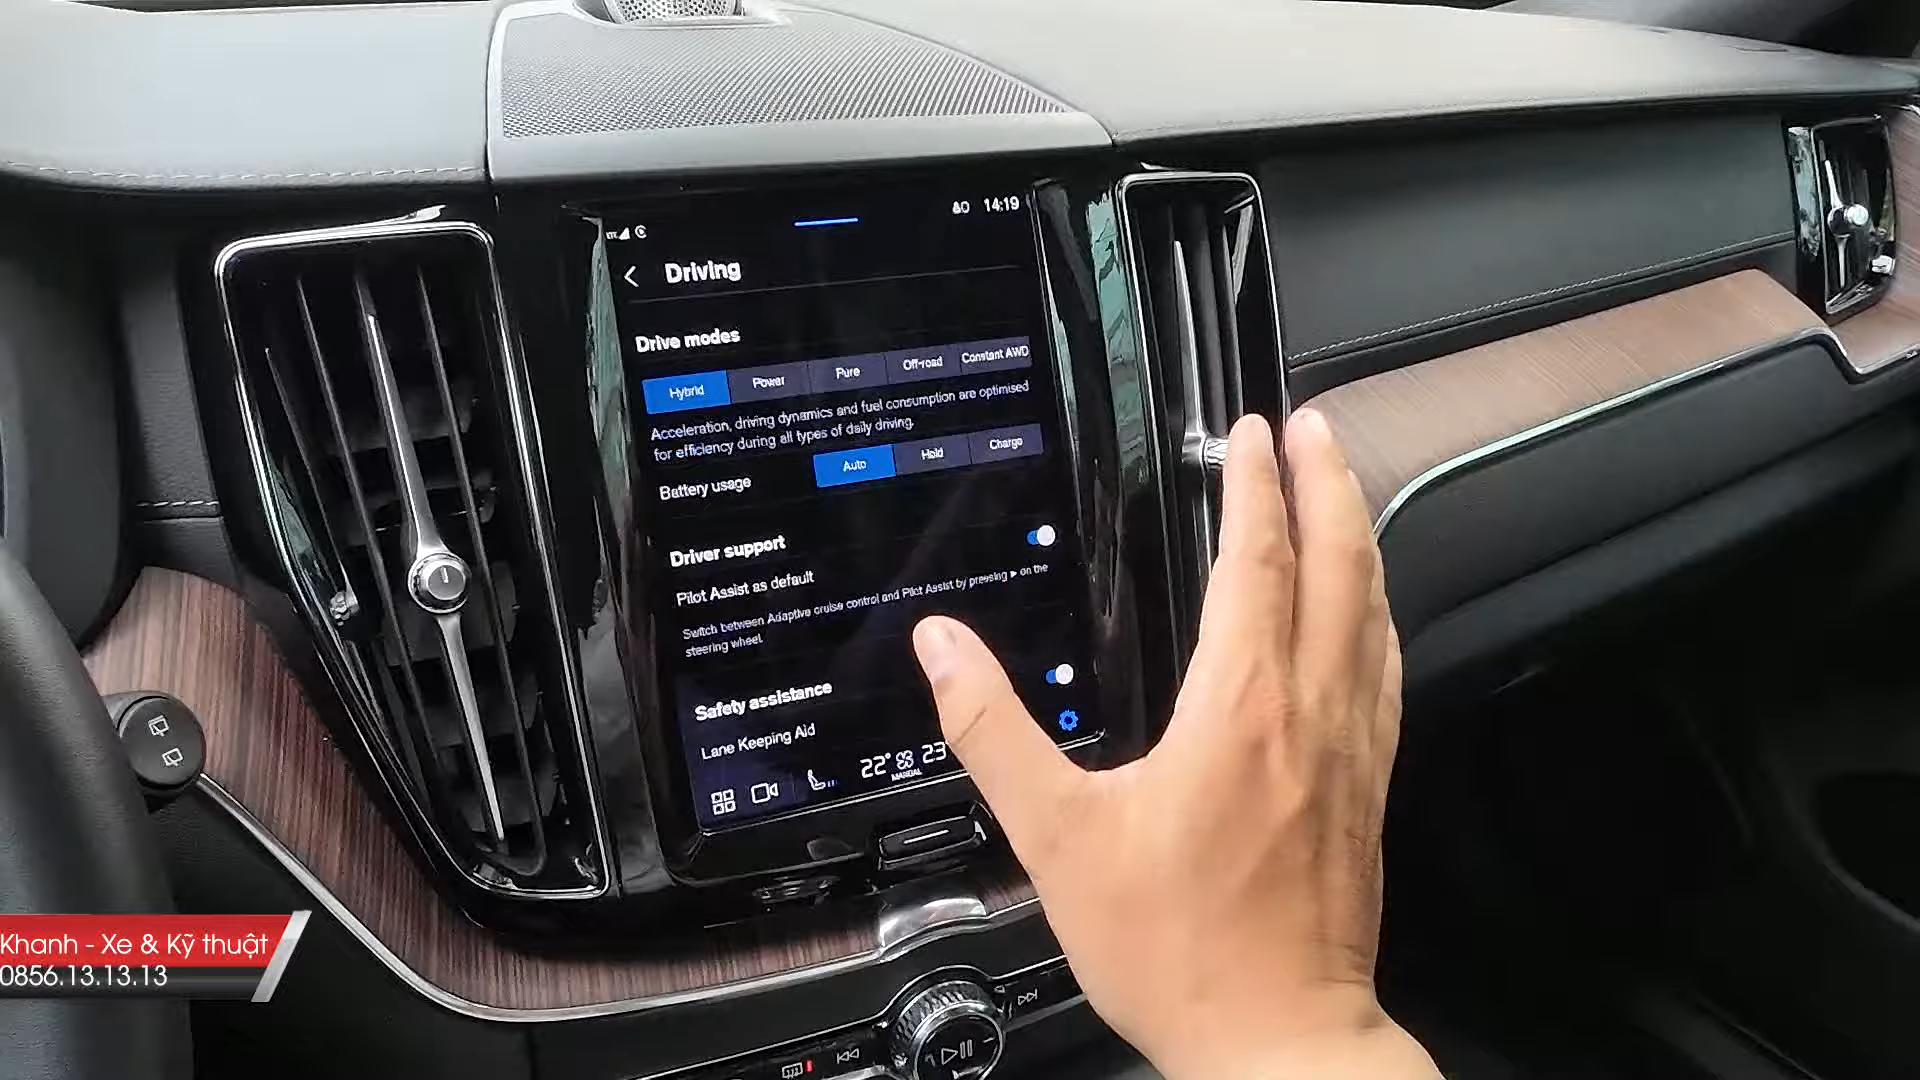 14:19
Driving
Drive modes
Hybrid Power Pure Off-road Constant AWD
Acceleration, driving dynamics and fuel consumption are optimised
for efficiency during all types of daily driving.
Battery usage Auto Hold Charge
Driver support
Pilot Assist as default
Switch between Adaptive cruise control and Pilot Assist by pressing ▶ on the
steering wheel.
Safety assistance
Lane Keeping Aid
22° 23
MANUAL
Khanh - Xe & Kỹ thuật
0856.13.13.13